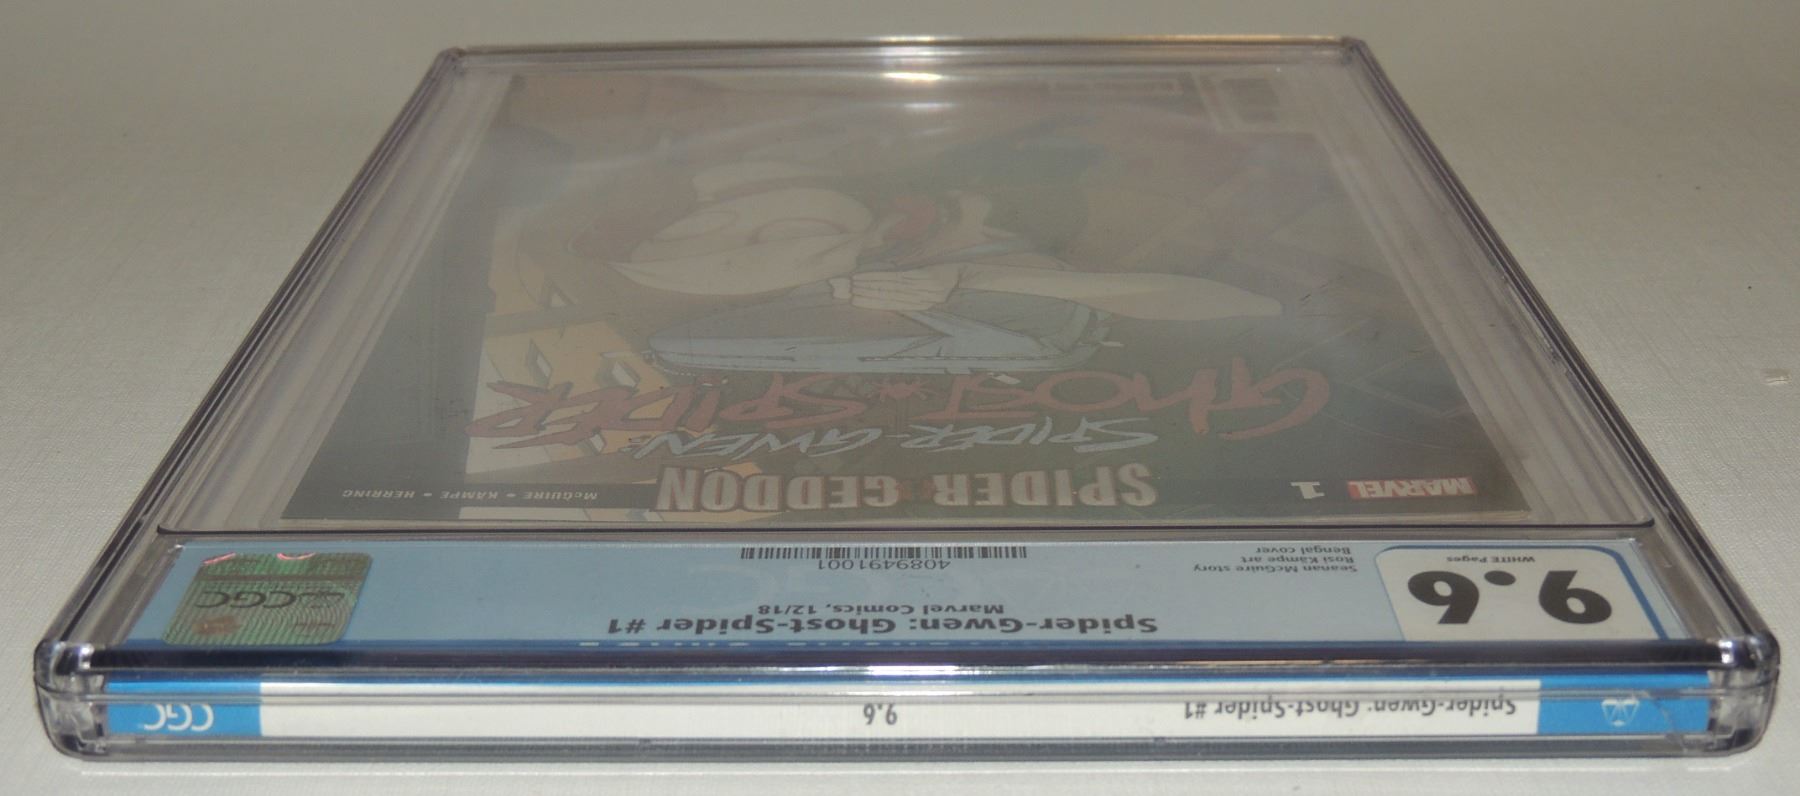 CGC
9.6
Spider-Gwen: Ghost-Spider #1
9.6
WHITE Pages
Spider-Gwen: Ghost-Spider #1
Marvel Comics, 12/18
Seanan McGuire story
Rosi Kämpe art
Bengal cover
4089491001
CGC
MARVEL
1
SPIDER GEDDON
McGUIRE • KÄMPE • HERRING
SPIDER-GWEN:
GHOST SPIDER